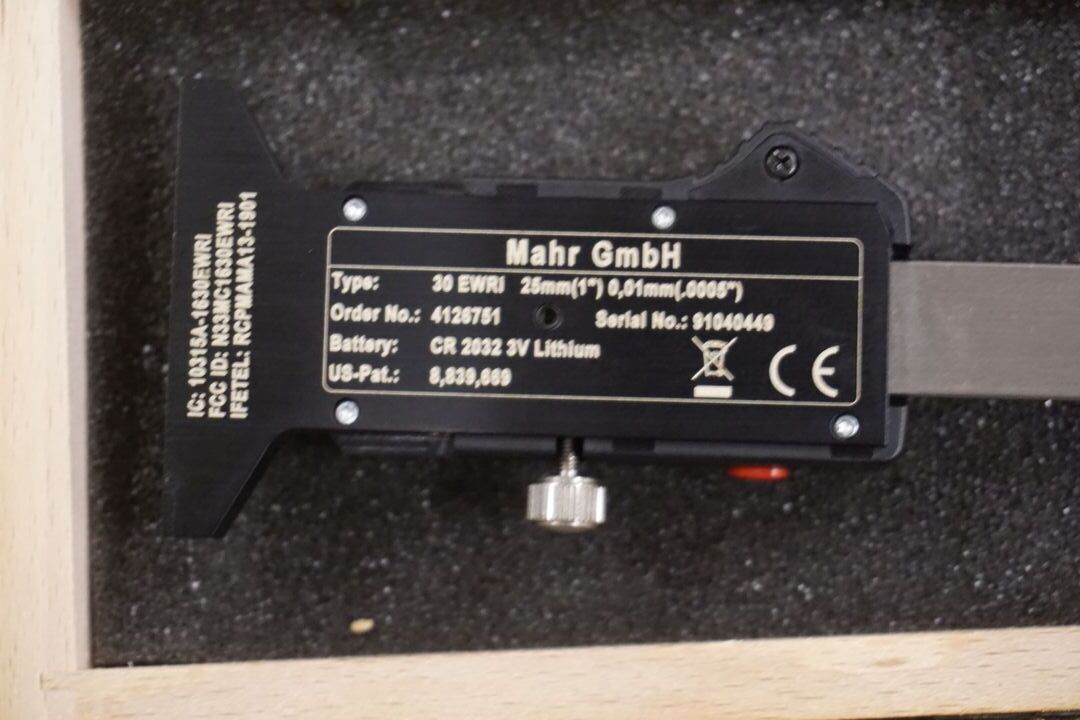 Mahr GmbH
Type: 30 EWRI 25mm(1") 0,01mm(.0005")
Order No.: 4126751 Serial No.: 91040449
Battery: CR 2032 3V Lithium
US-Pat.: 8,839,669
CE
IC: 10315A-1630EWRI
FCC ID: N33MC1630EWRI
IFETEL: RCPMAMA13-1901